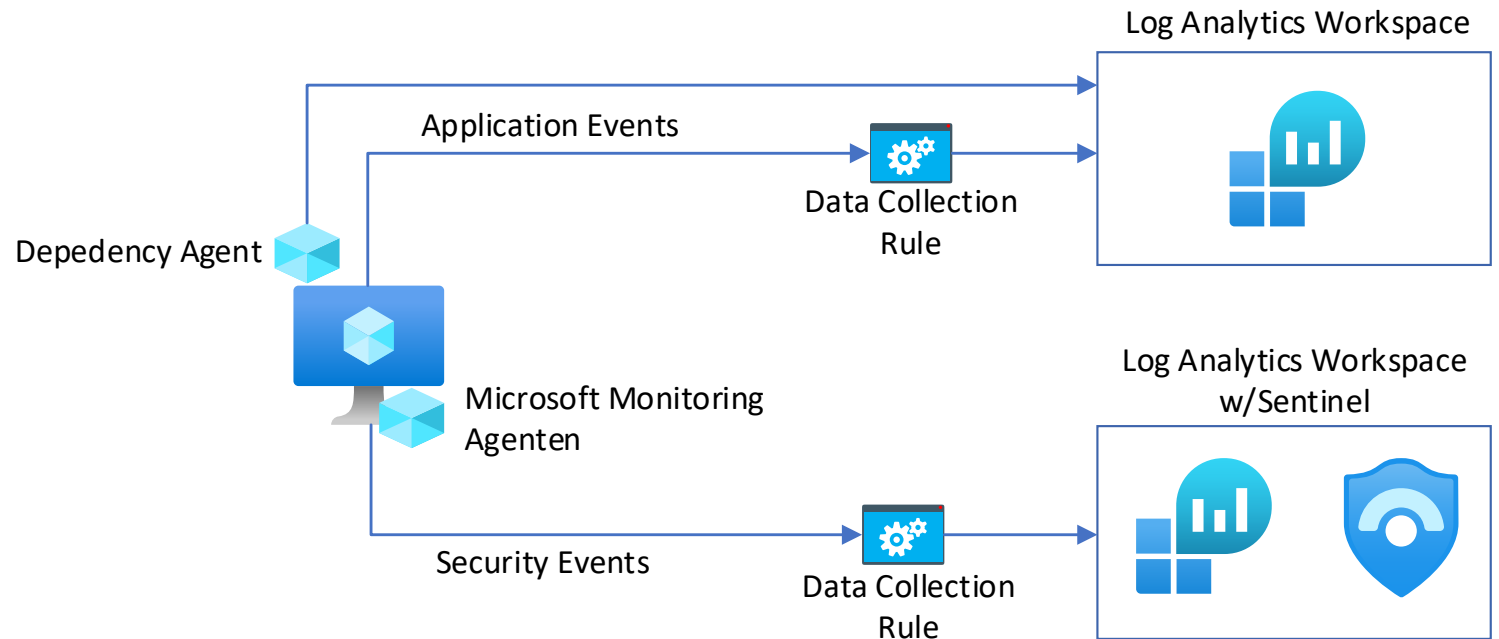 Log Analytics Workspace
Application Events
Data Collection
Rule
Depedency Agent
Microsoft Monitoring
Agenten
Log Analytics Workspace
w/Sentinel
Security Events
Data Collection
Rule